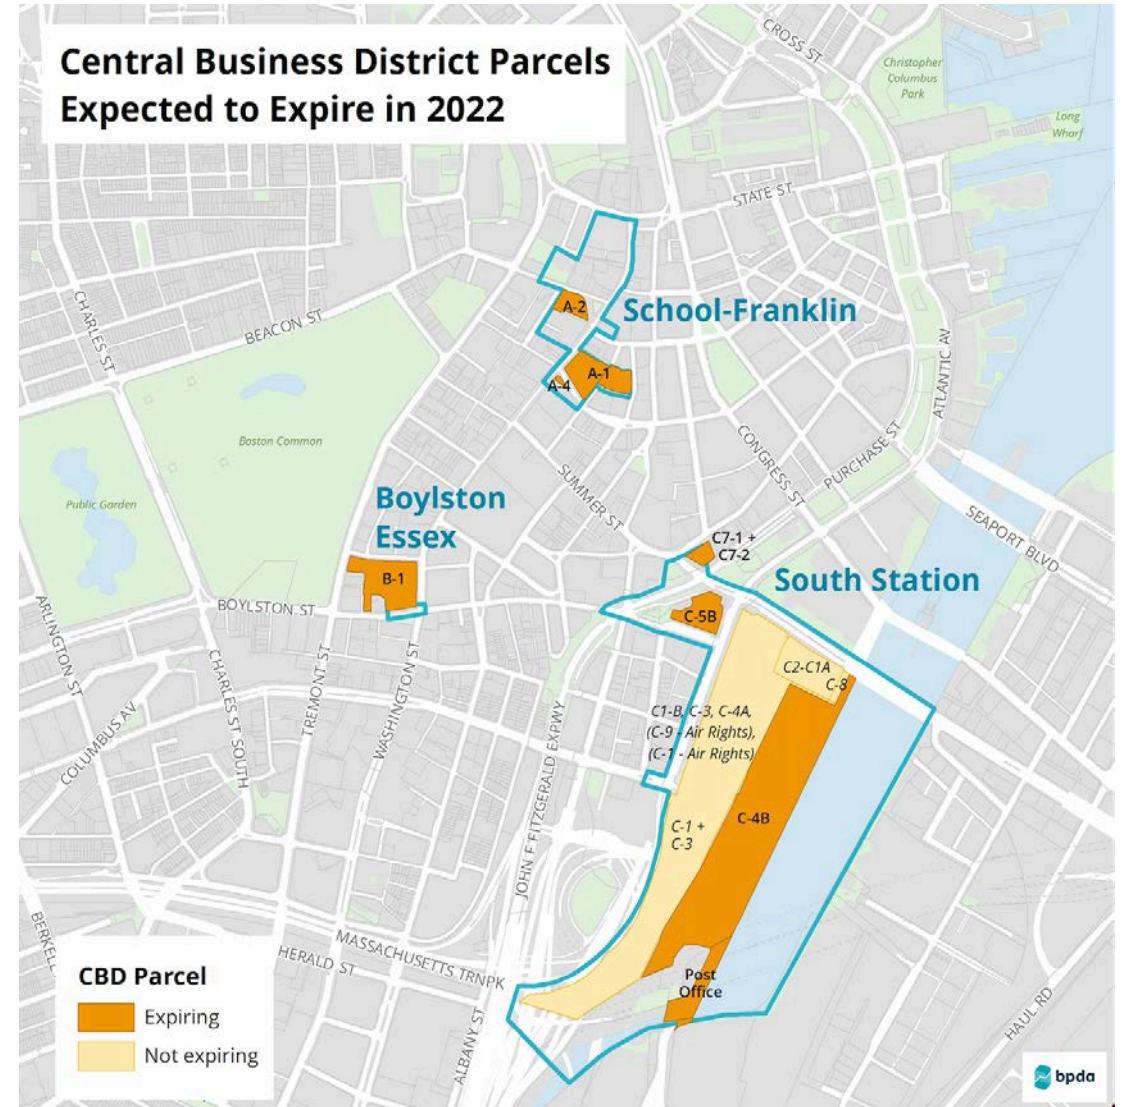 Central Business District Parcels
Expected to Expire in 2022
CROSS ST
Christopher
Columbus
Park
Long
Wharf
STATE ST
CHARLES ST
BEACON ST
A-2
School-Franklin
A-1
A-4
ATLANTIC AV
Boston Common
Public Garden
CONGRESS ST
PURCHASE ST
SUMMER ST
Boylston
Essex
SEAPORT BLVD
C7-1 +
C7-2
B-1
South Station
BOYLSTON ST
C-5B
ARLINGTON ST
C2-C1A
C-8
CHARLES ST SOUTH
TREMONT ST
WASHINGTON ST
COLUMBUS AV
C1-B, C-3, C-4A,
(C-9 - Air Rights),
(C-1 - Air Rights)
JOHN F FITZGERALD EXPWY
C-4B
C-1 +
C-3
MASSACHUSETTS TRNPK
HERALD ST
Post
Office
ALBANY ST
HAUL RD
CBD Parcel
Expiring
Not expiring
bpda